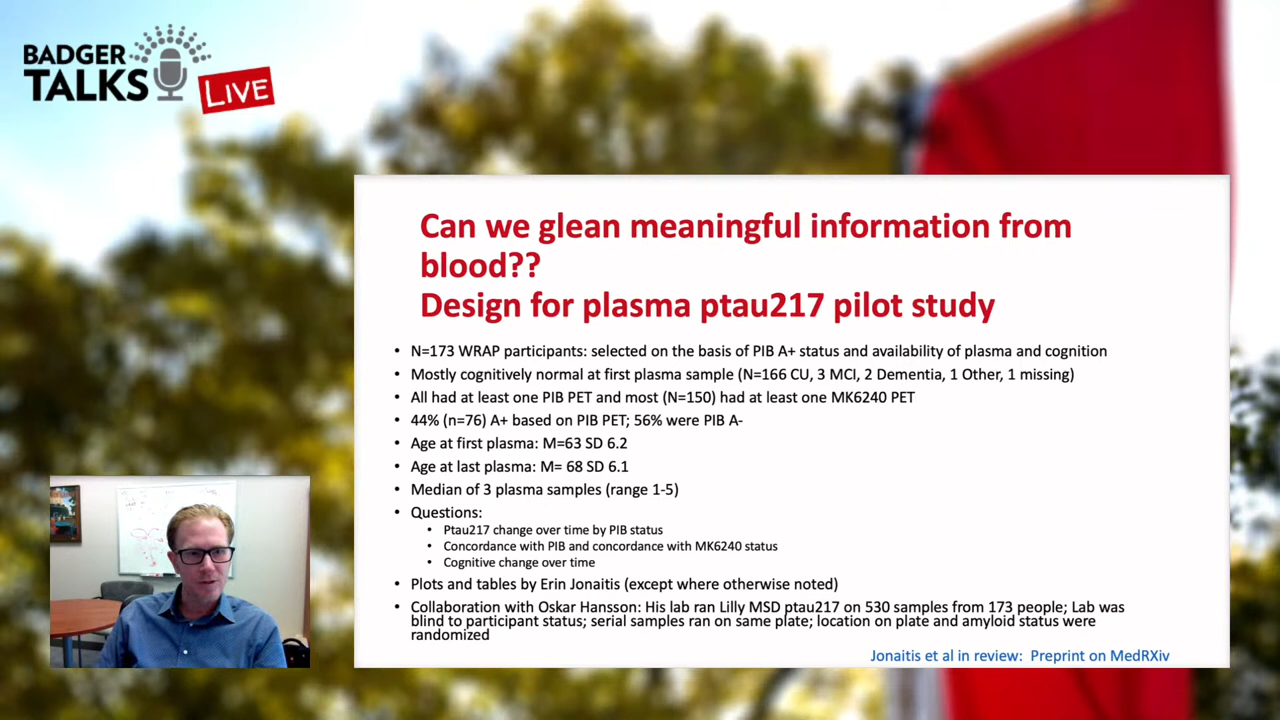 BADGER
TALKS
LIVE
Can we glean meaningful information from
blood??
Design for plasma ptau217 pilot study
• N=173 WRAP participants: selected on the basis of PIB A+ status and availability of plasma and cognition
• Mostly cognitively normal at first plasma sample (N=166 CU, 3 MCI, 2 Dementia, 1 Other, 1 missing)
• All had at least one PIB PET and most (N=150) had at least one MK6240 PET
• 44% (n=76) A+ based on PIB PET; 56% were PIB A-
• Age at first plasma: M=63 SD 6.2
• Age at last plasma: M= 68 SD 6.1
• Median of 3 plasma samples (range 1-5)
• Questions:
• Ptau217 change over time by PIB status
• Concordance with PIB and concordance with MK6240 status
• Cognitive change over time
• Plots and tables by Erin Jonaitis (except where otherwise noted)
• Collaboration with Oskar Hansson: His lab ran Lilly MSD ptau217 on 530 samples from 173 people; Lab was
blind to participant status; serial samples ran on same plate; location on plate and amyloid status were
randomized
Jonaitis et al in review: Preprint on MedRXiv